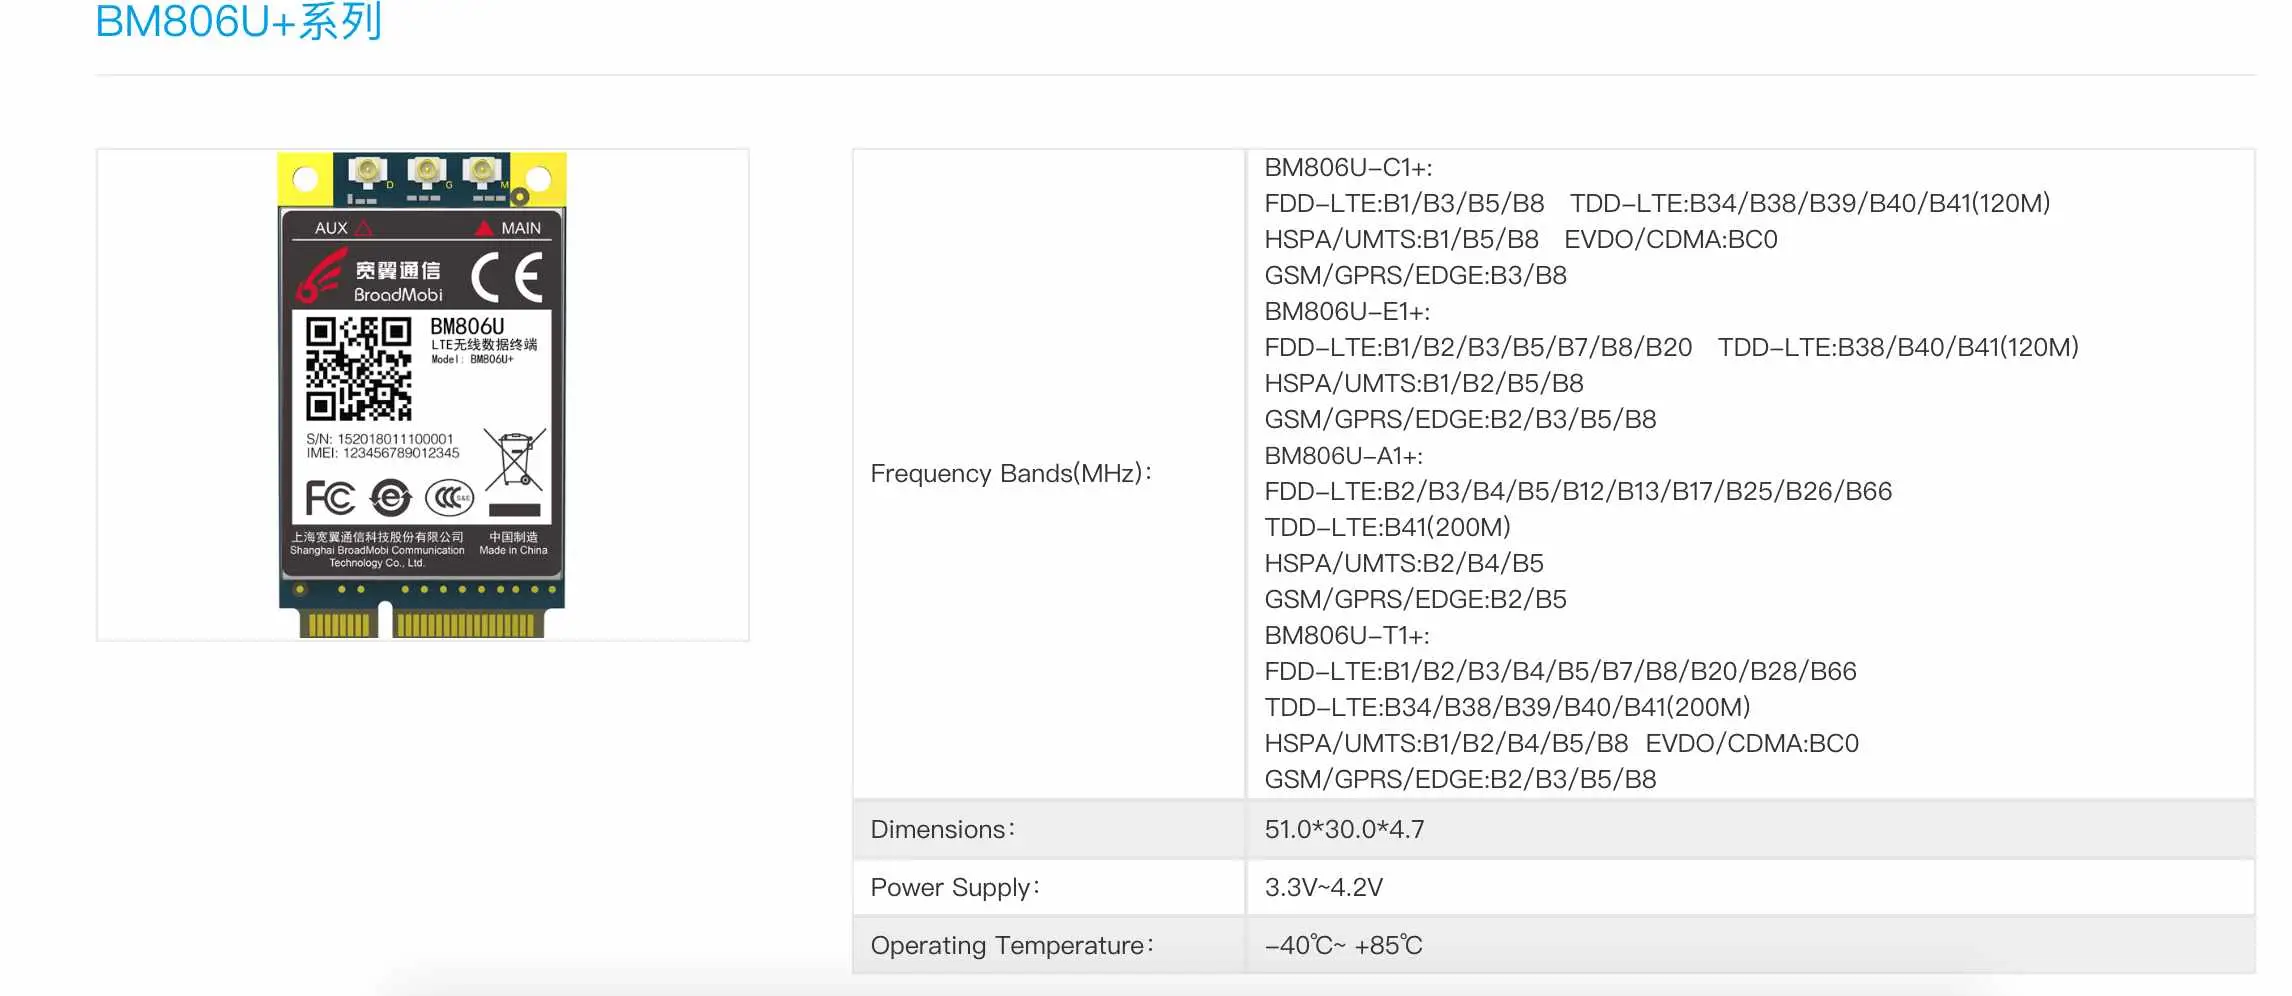 BM806U+系列
D G M
AUX MAIN
宽翼通信
BroadMobi
CE
BM806U
LTE无线数据终端
Model: BM806U+
S/N: 152018011100001
IMEI: 123456789012345
FC e CCC S&E
上海宽翼通信科技股份有限公司 中国制造
Shanghai BroadMobi Communication Made in China
Technology Co., Ltd.
Frequency Bands(MHz)：
BM806U-C1+:
FDD-LTE:B1/B3/B5/B8 TDD-LTE:B34/B38/B39/B40/B41(120M)
HSPA/UMTS:B1/B5/B8 EVDO/CDMA:BC0
GSM/GPRS/EDGE:B3/B8
BM806U-E1+:
FDD-LTE:B1/B2/B3/B5/B7/B8/B20 TDD-LTE:B38/B40/B41(120M)
HSPA/UMTS:B1/B2/B5/B8
GSM/GPRS/EDGE:B2/B3/B5/B8
BM806U-A1+:
FDD-LTE:B2/B3/B4/B5/B12/B13/B17/B25/B26/B66
TDD-LTE:B41(200M)
HSPA/UMTS:B2/B4/B5
GSM/GPRS/EDGE:B2/B5
BM806U-T1+:
FDD-LTE:B1/B2/B3/B4/B5/B7/B8/B20/B28/B66
TDD-LTE:B34/B38/B39/B40/B41(200M)
HSPA/UMTS:B1/B2/B4/B5/B8 EVDO/CDMA:BC0
GSM/GPRS/EDGE:B2/B3/B5/B8
Dimensions： 51.0*30.0*4.7
Power Supply： 3.3V~4.2V
Operating Temperature： -40℃~ +85℃